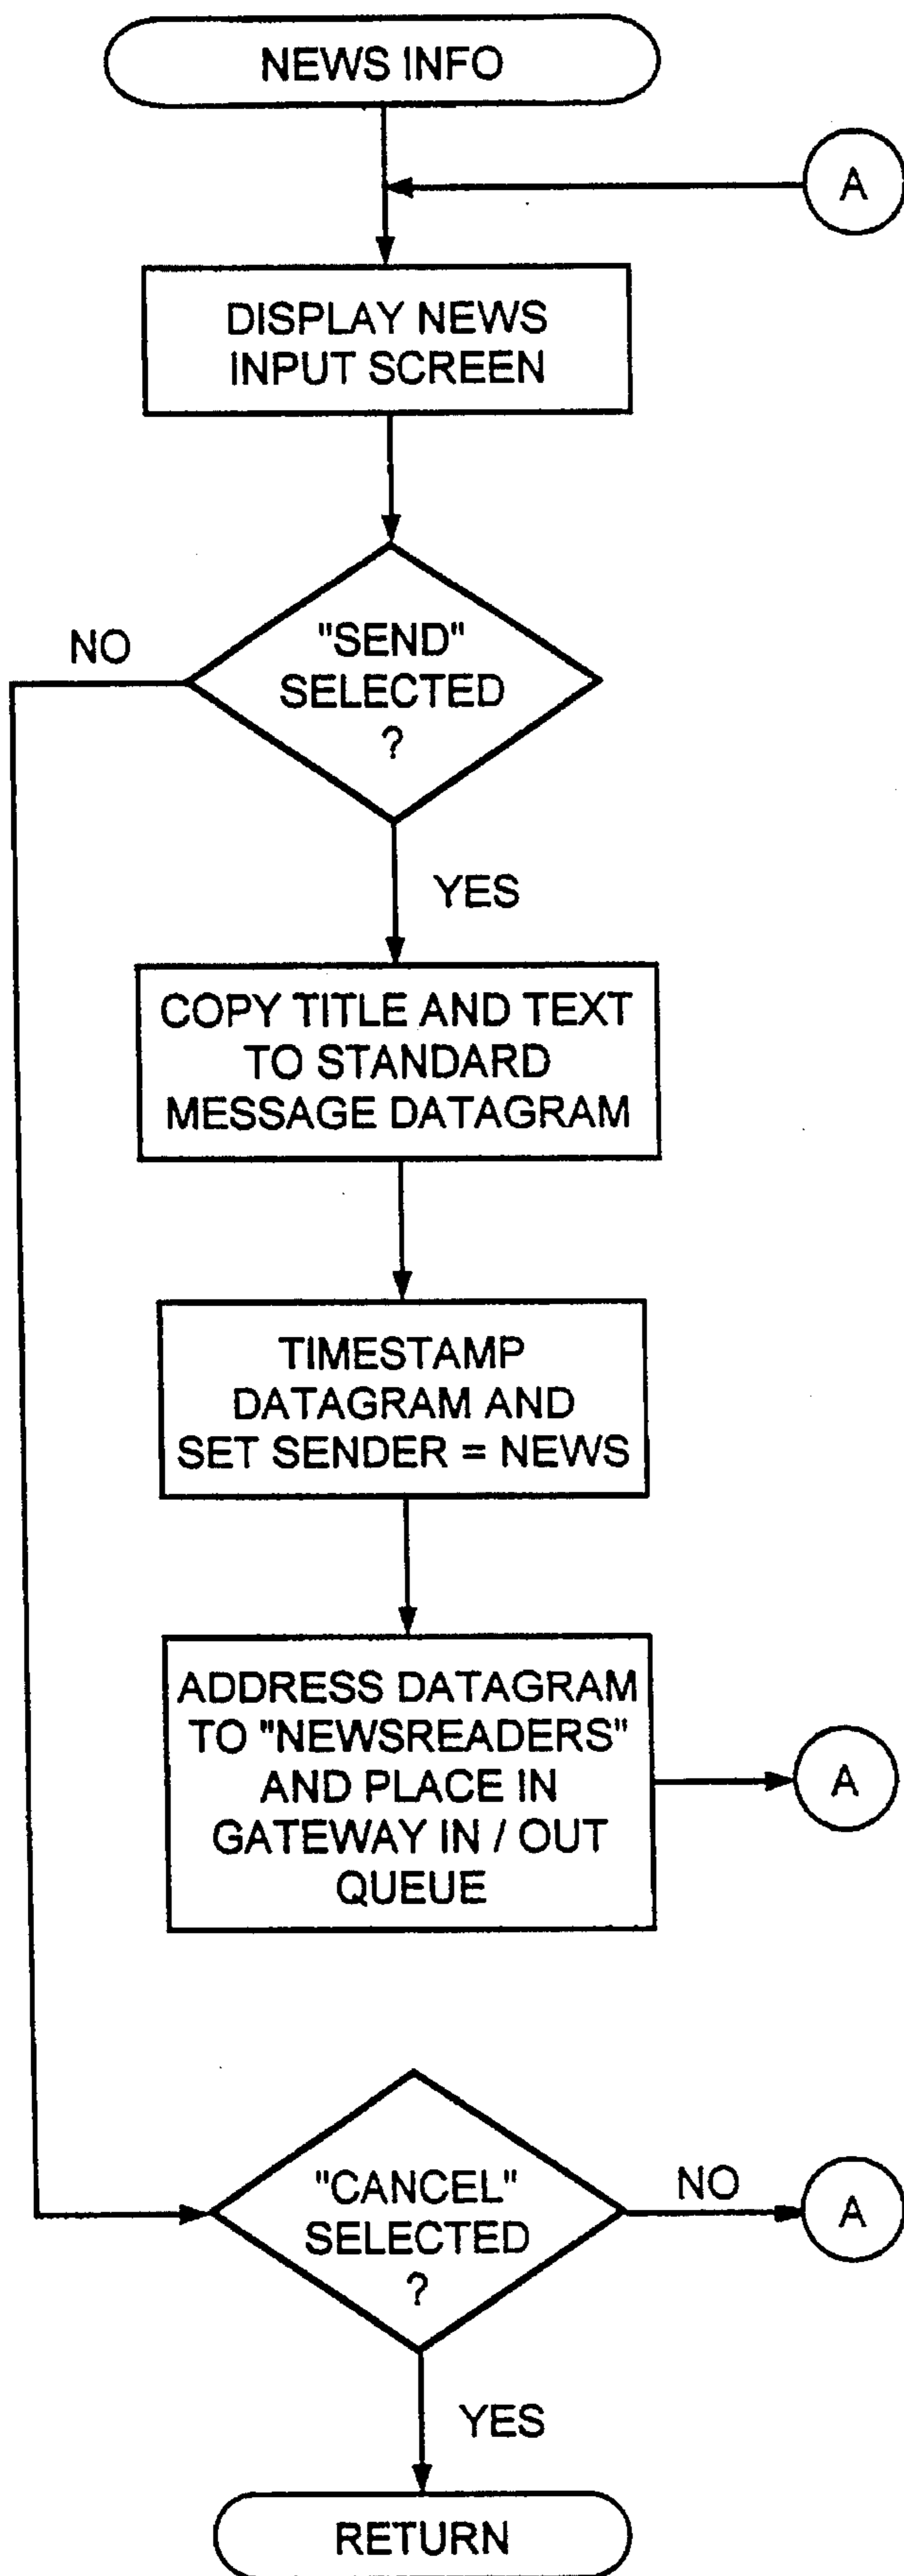 NEWS INFO
A
DISPLAY NEWS
INPUT SCREEN
NO
"SEND"
SELECTED
?
YES
COPY TITLE AND TEXT
TO STANDARD
MESSAGE DATAGRAM
TIMESTAMP
DATAGRAM AND
SET SENDER = NEWS
ADDRESS DATAGRAM
TO "NEWSREADERS"
AND PLACE IN
GATEWAY IN / OUT
QUEUE
A
"CANCEL"
SELECTED
?
NO
A
YES
RETURN